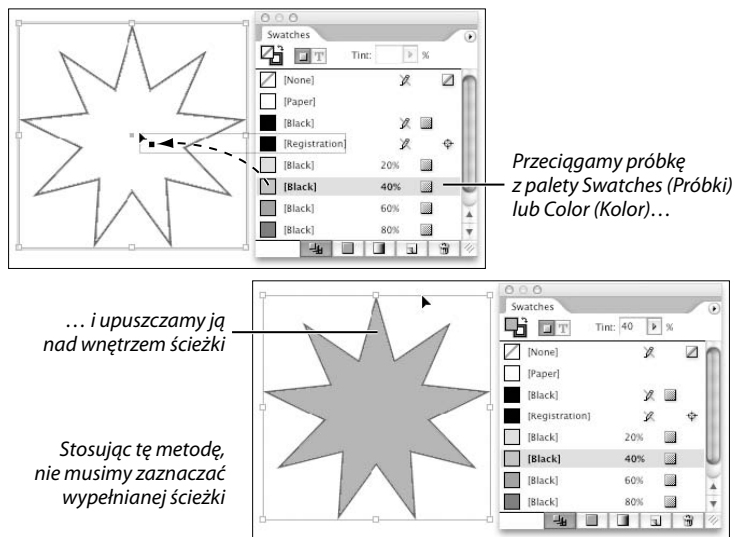 Swatches
Tint: %
[None]
[Paper]
[Black]
[Registration]
[Black] 20%
[Black] 40%
[Black] 60%
[Black] 80%
Przeciągamy próbkę
z palety Swatches (Próbki)
lub Color (Kolor)…
… i upuszczamy ją
nad wnętrzem ścieżki
Stosując tę metodę,
nie musimy zaznaczać
wypełnianej ścieżki
Swatches
Tint: 40 %
[None]
[Paper]
[Black]
[Registration]
[Black] 20%
[Black] 40%
[Black] 60%
[Black] 80%